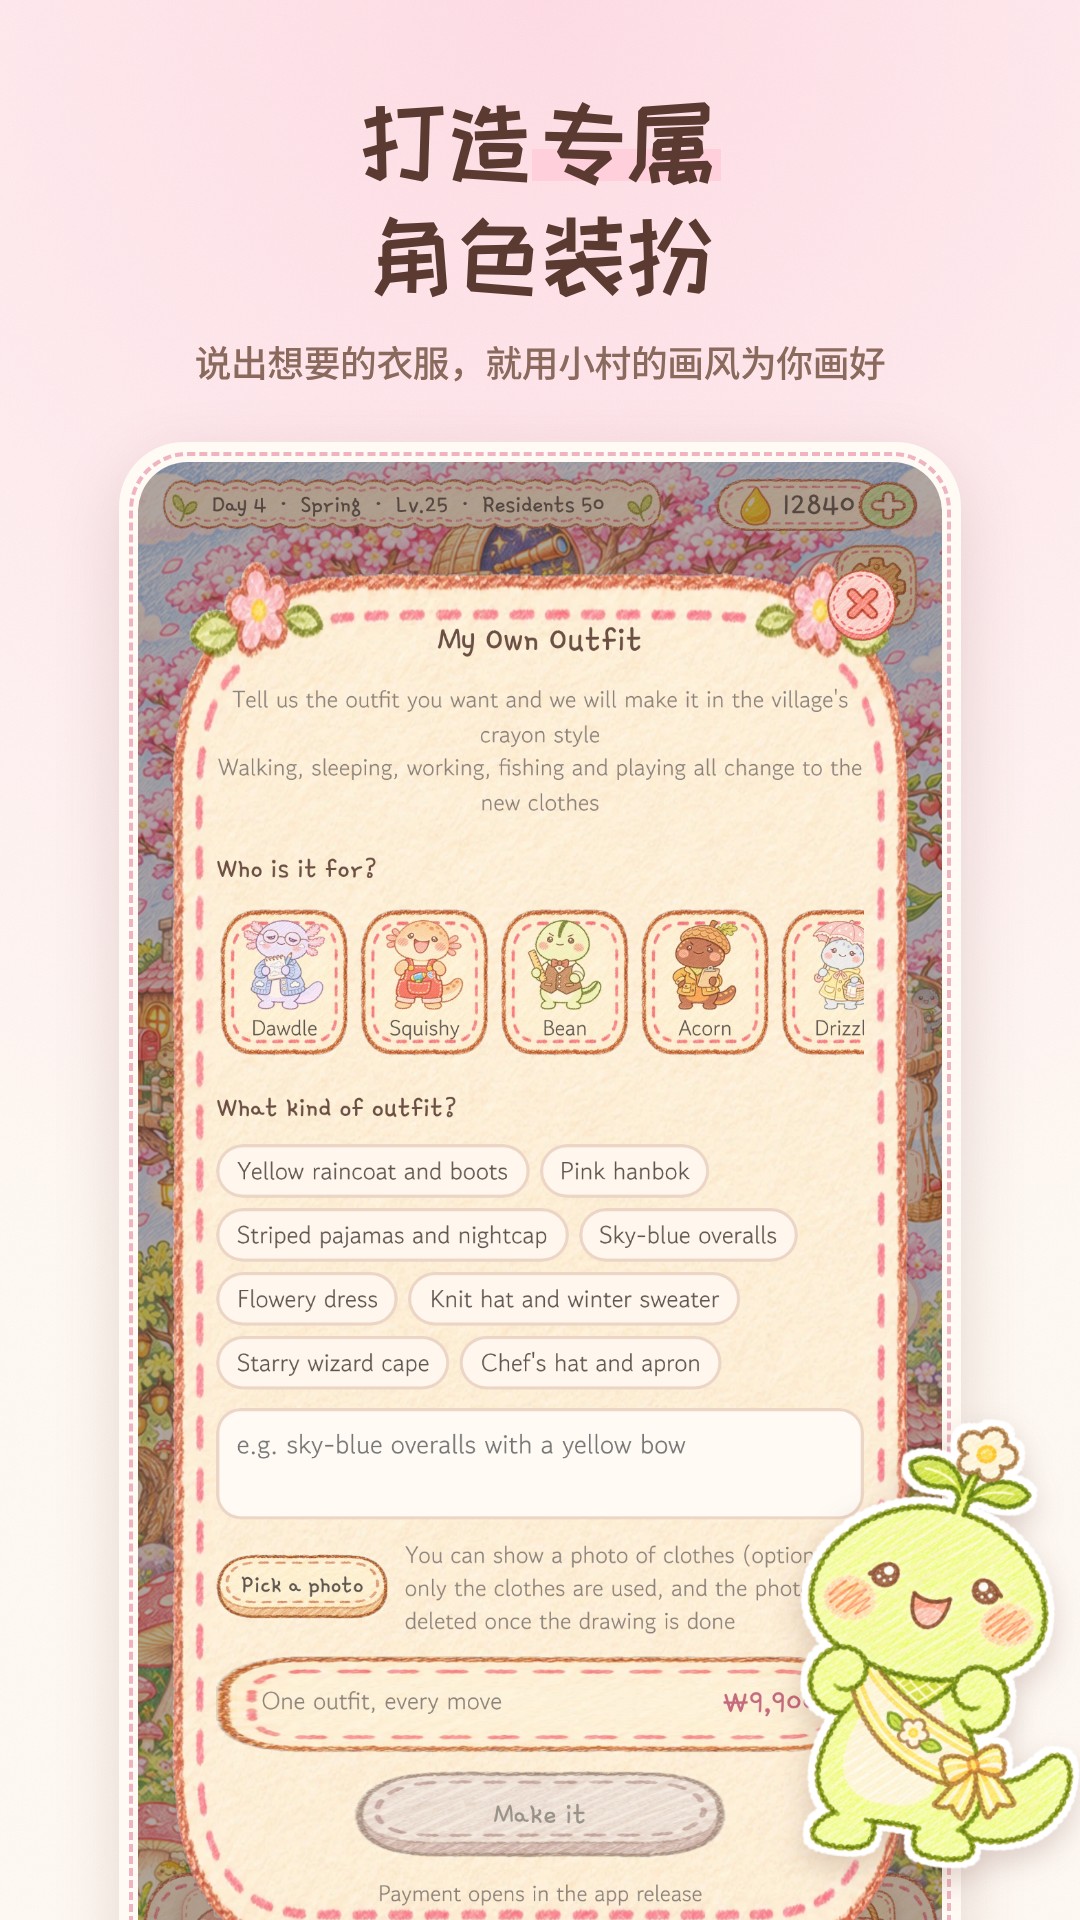 打造专属
角色装扮
说出想要的衣服，就用小村的画风为你画好
Day 4 · Spring · Lv.25 · Residents 50
12840
My Own Outfit
Tell us the outfit you want and we will make it in the village's
crayon style
Walking, sleeping, working, fishing and playing all change to the
new clothes
Who is it for?
Dawdle Squishy Bean Acorn
What kind of outfit?
Yellow raincoat and boots Pink hanbok
Striped pajamas and nightcap Sky-blue overalls
Flowery dress Knit hat and winter sweater
Starry wizard cape Chef's hat and apron
e.g. sky-blue overalls with a yellow bow
Pick a photo
You can show a photo of clothes
only the clothes are used, and the
deleted once the drawing is done
One outfit, every move
Make it
Payment opens in the app release